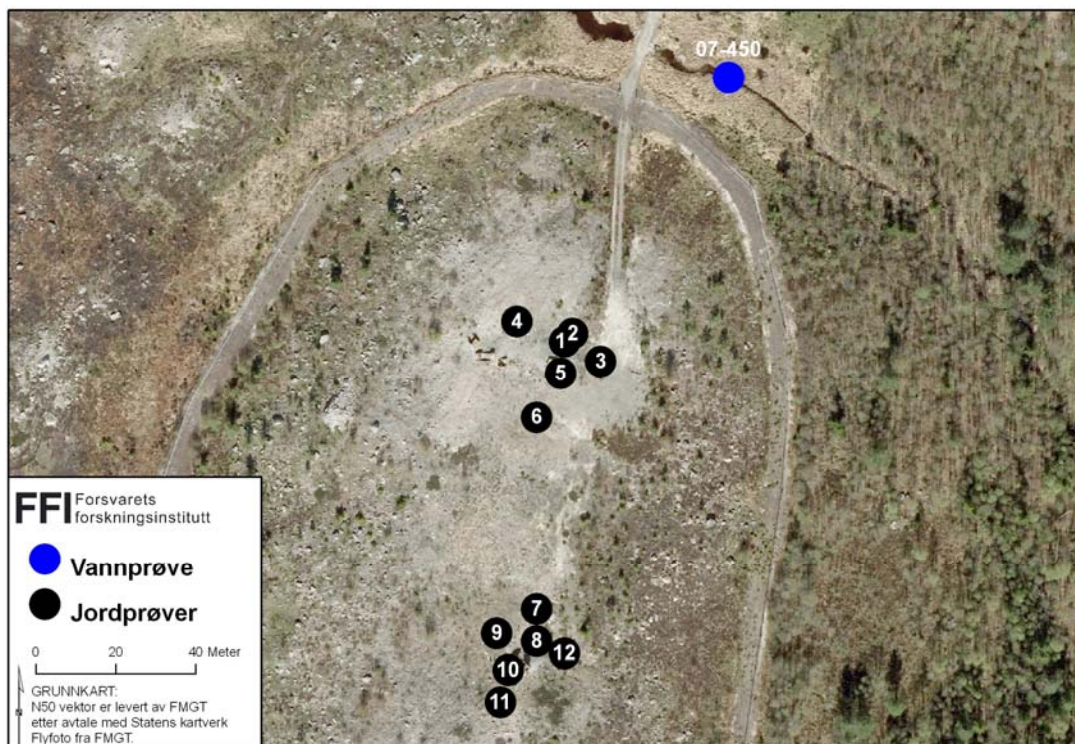 07-450
4
2
1
3
5
6
7
9
8
12
10
11
FFI Forsvarets
forskningsinstitutt
Vannprøve
Jordprøver
0 20 40 Meter
GRUNNKART:
N50 vektor er levert av FMGT
etter avtale med Statens kartverk
Flyfoto fra FMGT.